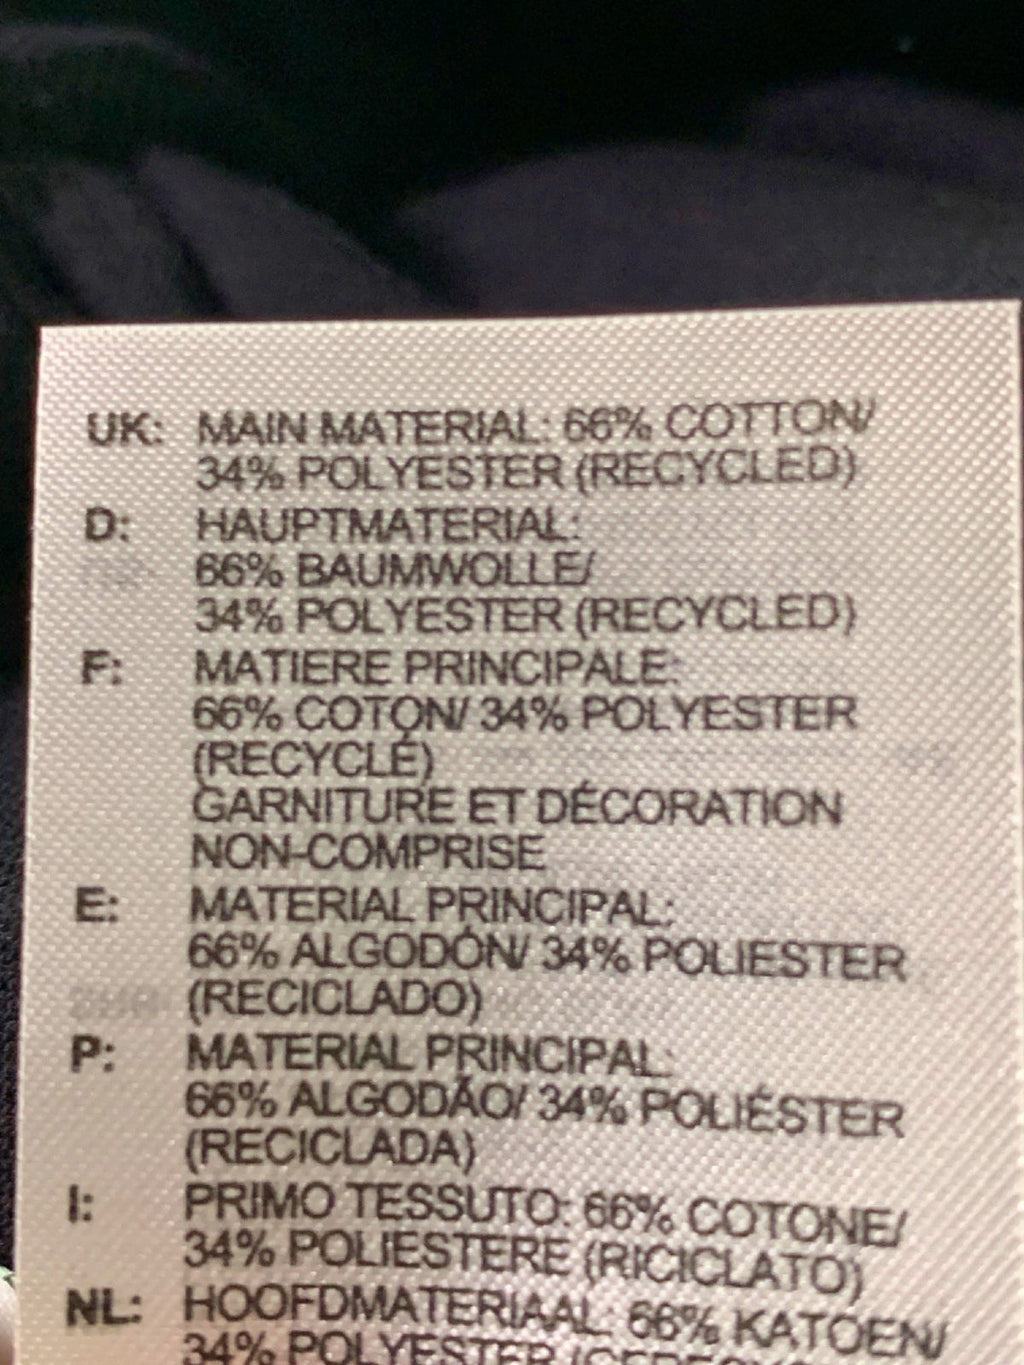 UK: MAIN MATERIAL: 66% COTTON/
34% POLYESTER (RECYCLED)
D: HAUPTMATERIAL:
66% BAUMWOLLE/
34% POLYESTER (RECYCLED)
F: MATIERE PRINCIPALE:
66% COTON/ 34% POLYESTER
(RECYCLÉ)
GARNITURE ET DÉCORATION
NON-COMPRISE
E: MATERIAL PRINCIPAL:
66% ALGODÓN/ 34% POLIESTER
(RECICLADO)
P: MATERIAL PRINCIPAL:
66% ALGODÃO/ 34% POLIÉSTER
(RECICLADA)
I: PRIMO TESSUTO: 66% COTONE/
34% POLIESTERE (RICICLATO)
NL: HOOFDMATERIAAL: 66% KATOEN/
34% POLYESTER